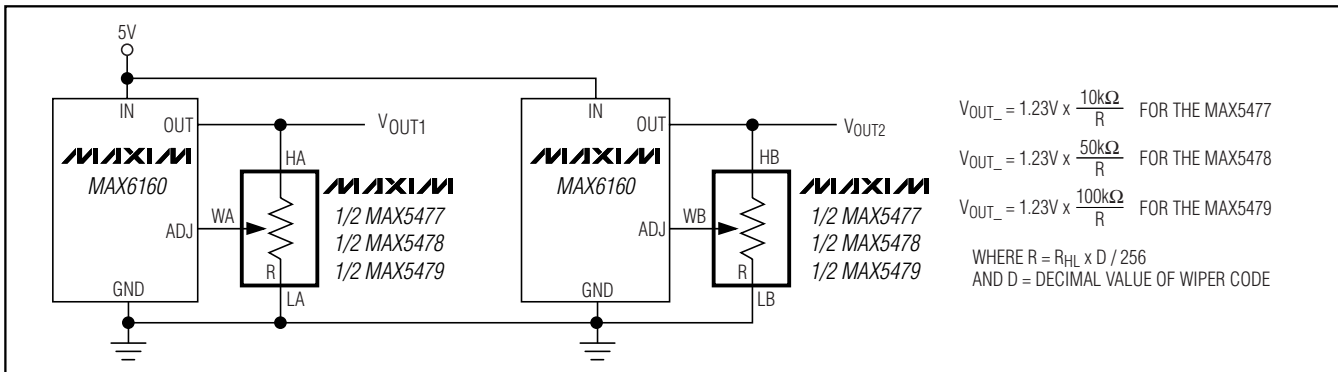 5V
IN
OUT
VOUT1
HA
MAXIM
MAX6160
MAXIM
1/2 MAX5477
1/2 MAX5478
1/2 MAX5479
WA
ADJ
R
GND
LA
IN
OUT
VOUT2
HB
MAXIM
MAX6160
MAXIM
1/2 MAX5477
1/2 MAX5478
1/2 MAX5479
WB
ADJ
R
GND
LB
VOUT_ = 1.23V x 10kΩ / R FOR THE MAX5477
VOUT_ = 1.23V x 50kΩ / R FOR THE MAX5478
VOUT_ = 1.23V x 100kΩ / R FOR THE MAX5479
WHERE R = RHL x D / 256
AND D = DECIMAL VALUE OF WIPER CODE